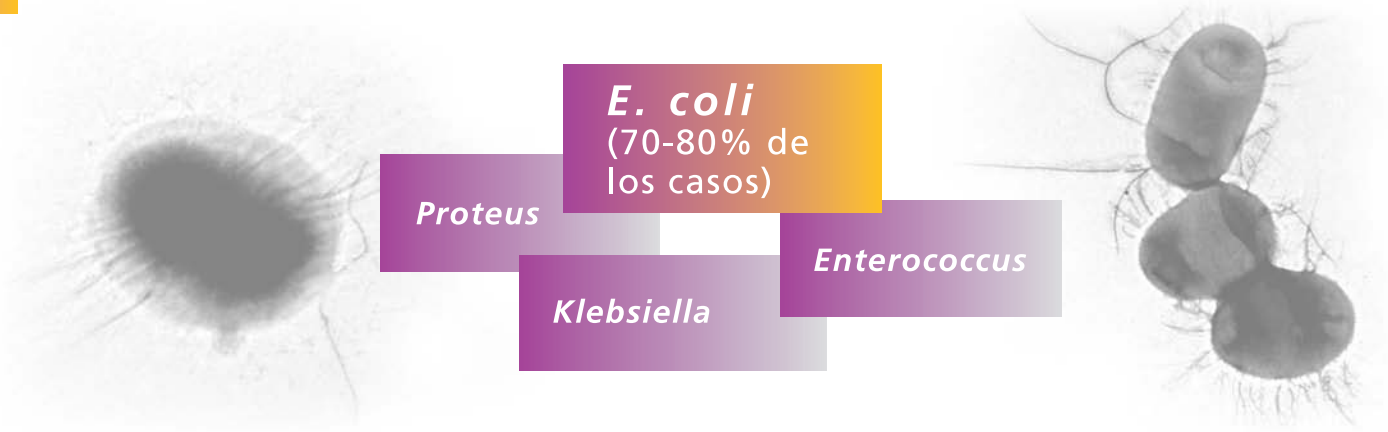 E. coli
(70-80% de
los casos)
Proteus
Enterococcus
Klebsiella